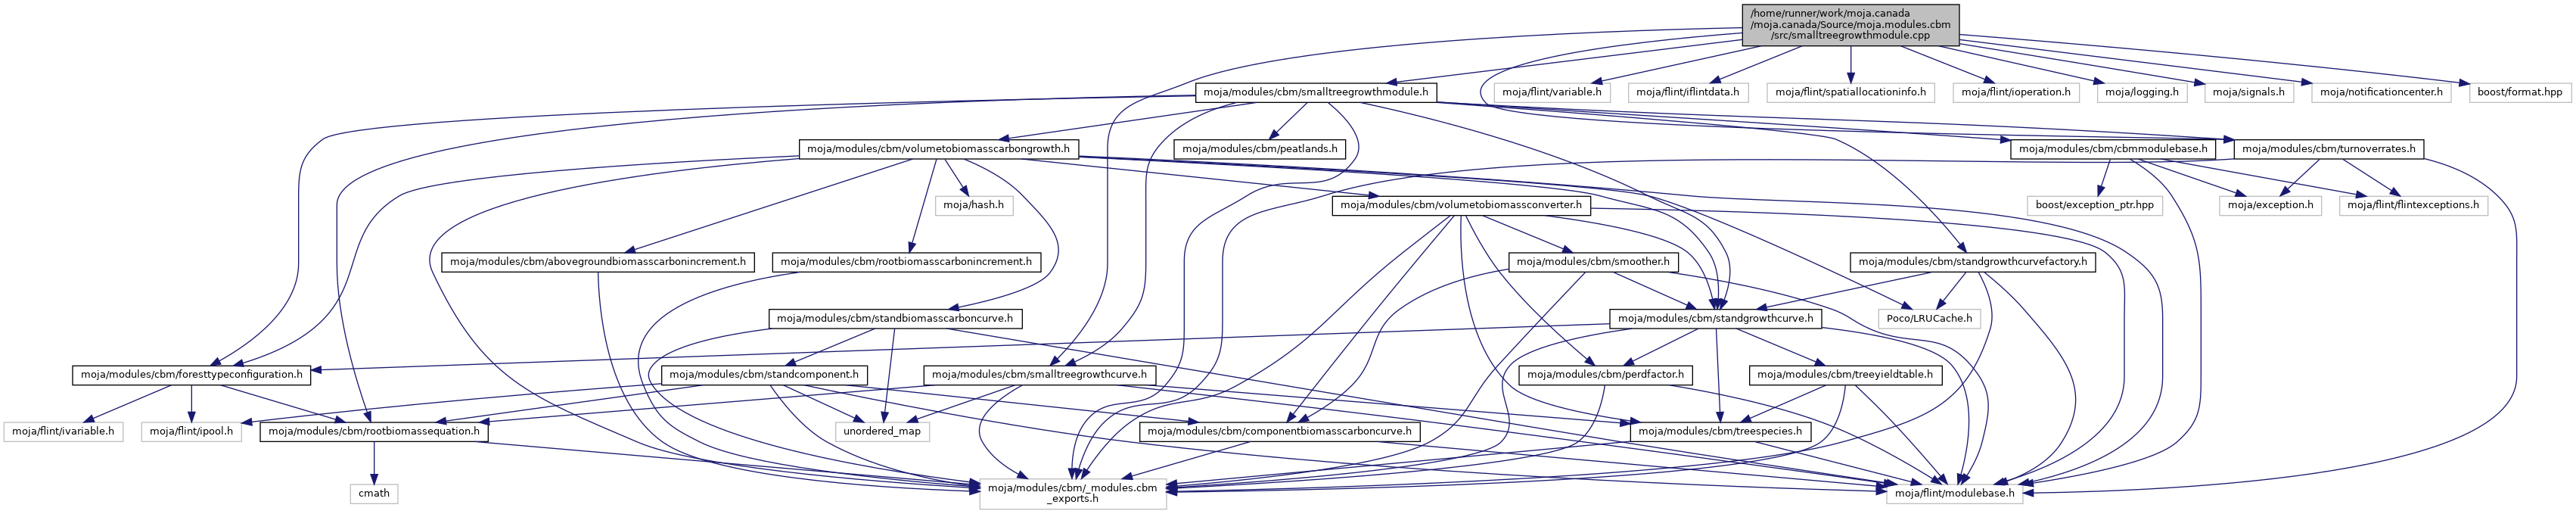 /home/runner/work/moja.canada
/moja.canada/Source/moja.modules.cbm
/src/smalltreegrowthmodule.cpp
moja/modules/cbm/smalltreegrowthmodule.h
moja/flint/variable.h
moja/flint/iflintdata.h
moja/flint/spatiallocationinfo.h
moja/flint/ioperation.h
moja/logging.h
moja/signals.h
moja/notificationcenter.h
boost/format.hpp
moja/modules/cbm/volumetobiomasscarbongrowth.h
moja/modules/cbm/peatlands.h
moja/modules/cbm/cbmmodulebase.h
moja/modules/cbm/turnoverrates.h
moja/hash.h
moja/modules/cbm/volumetobiomassconverter.h
boost/exception_ptr.hpp
moja/exception.h
moja/flint/flintexceptions.h
moja/modules/cbm/abovegroundbiomasscarbonincrement.h
moja/modules/cbm/rootbiomasscarbonincrement.h
moja/modules/cbm/smoother.h
moja/modules/cbm/standgrowthcurvefactory.h
moja/modules/cbm/standbiomasscarboncurve.h
moja/modules/cbm/standgrowthcurve.h
Poco/LRUCache.h
moja/modules/cbm/foresttypeconfiguration.h
moja/modules/cbm/standcomponent.h
moja/modules/cbm/smalltreegrowthcurve.h
moja/modules/cbm/perdfactor.h
moja/modules/cbm/treeyieldtable.h
moja/flint/ivariable.h
moja/flint/ipool.h
moja/modules/cbm/rootbiomassequation.h
unordered_map
moja/modules/cbm/componentbiomasscarboncurve.h
moja/modules/cbm/treespecies.h
cmath
moja/modules/cbm/_modules.cbm
_exports.h
moja/flint/modulebase.h